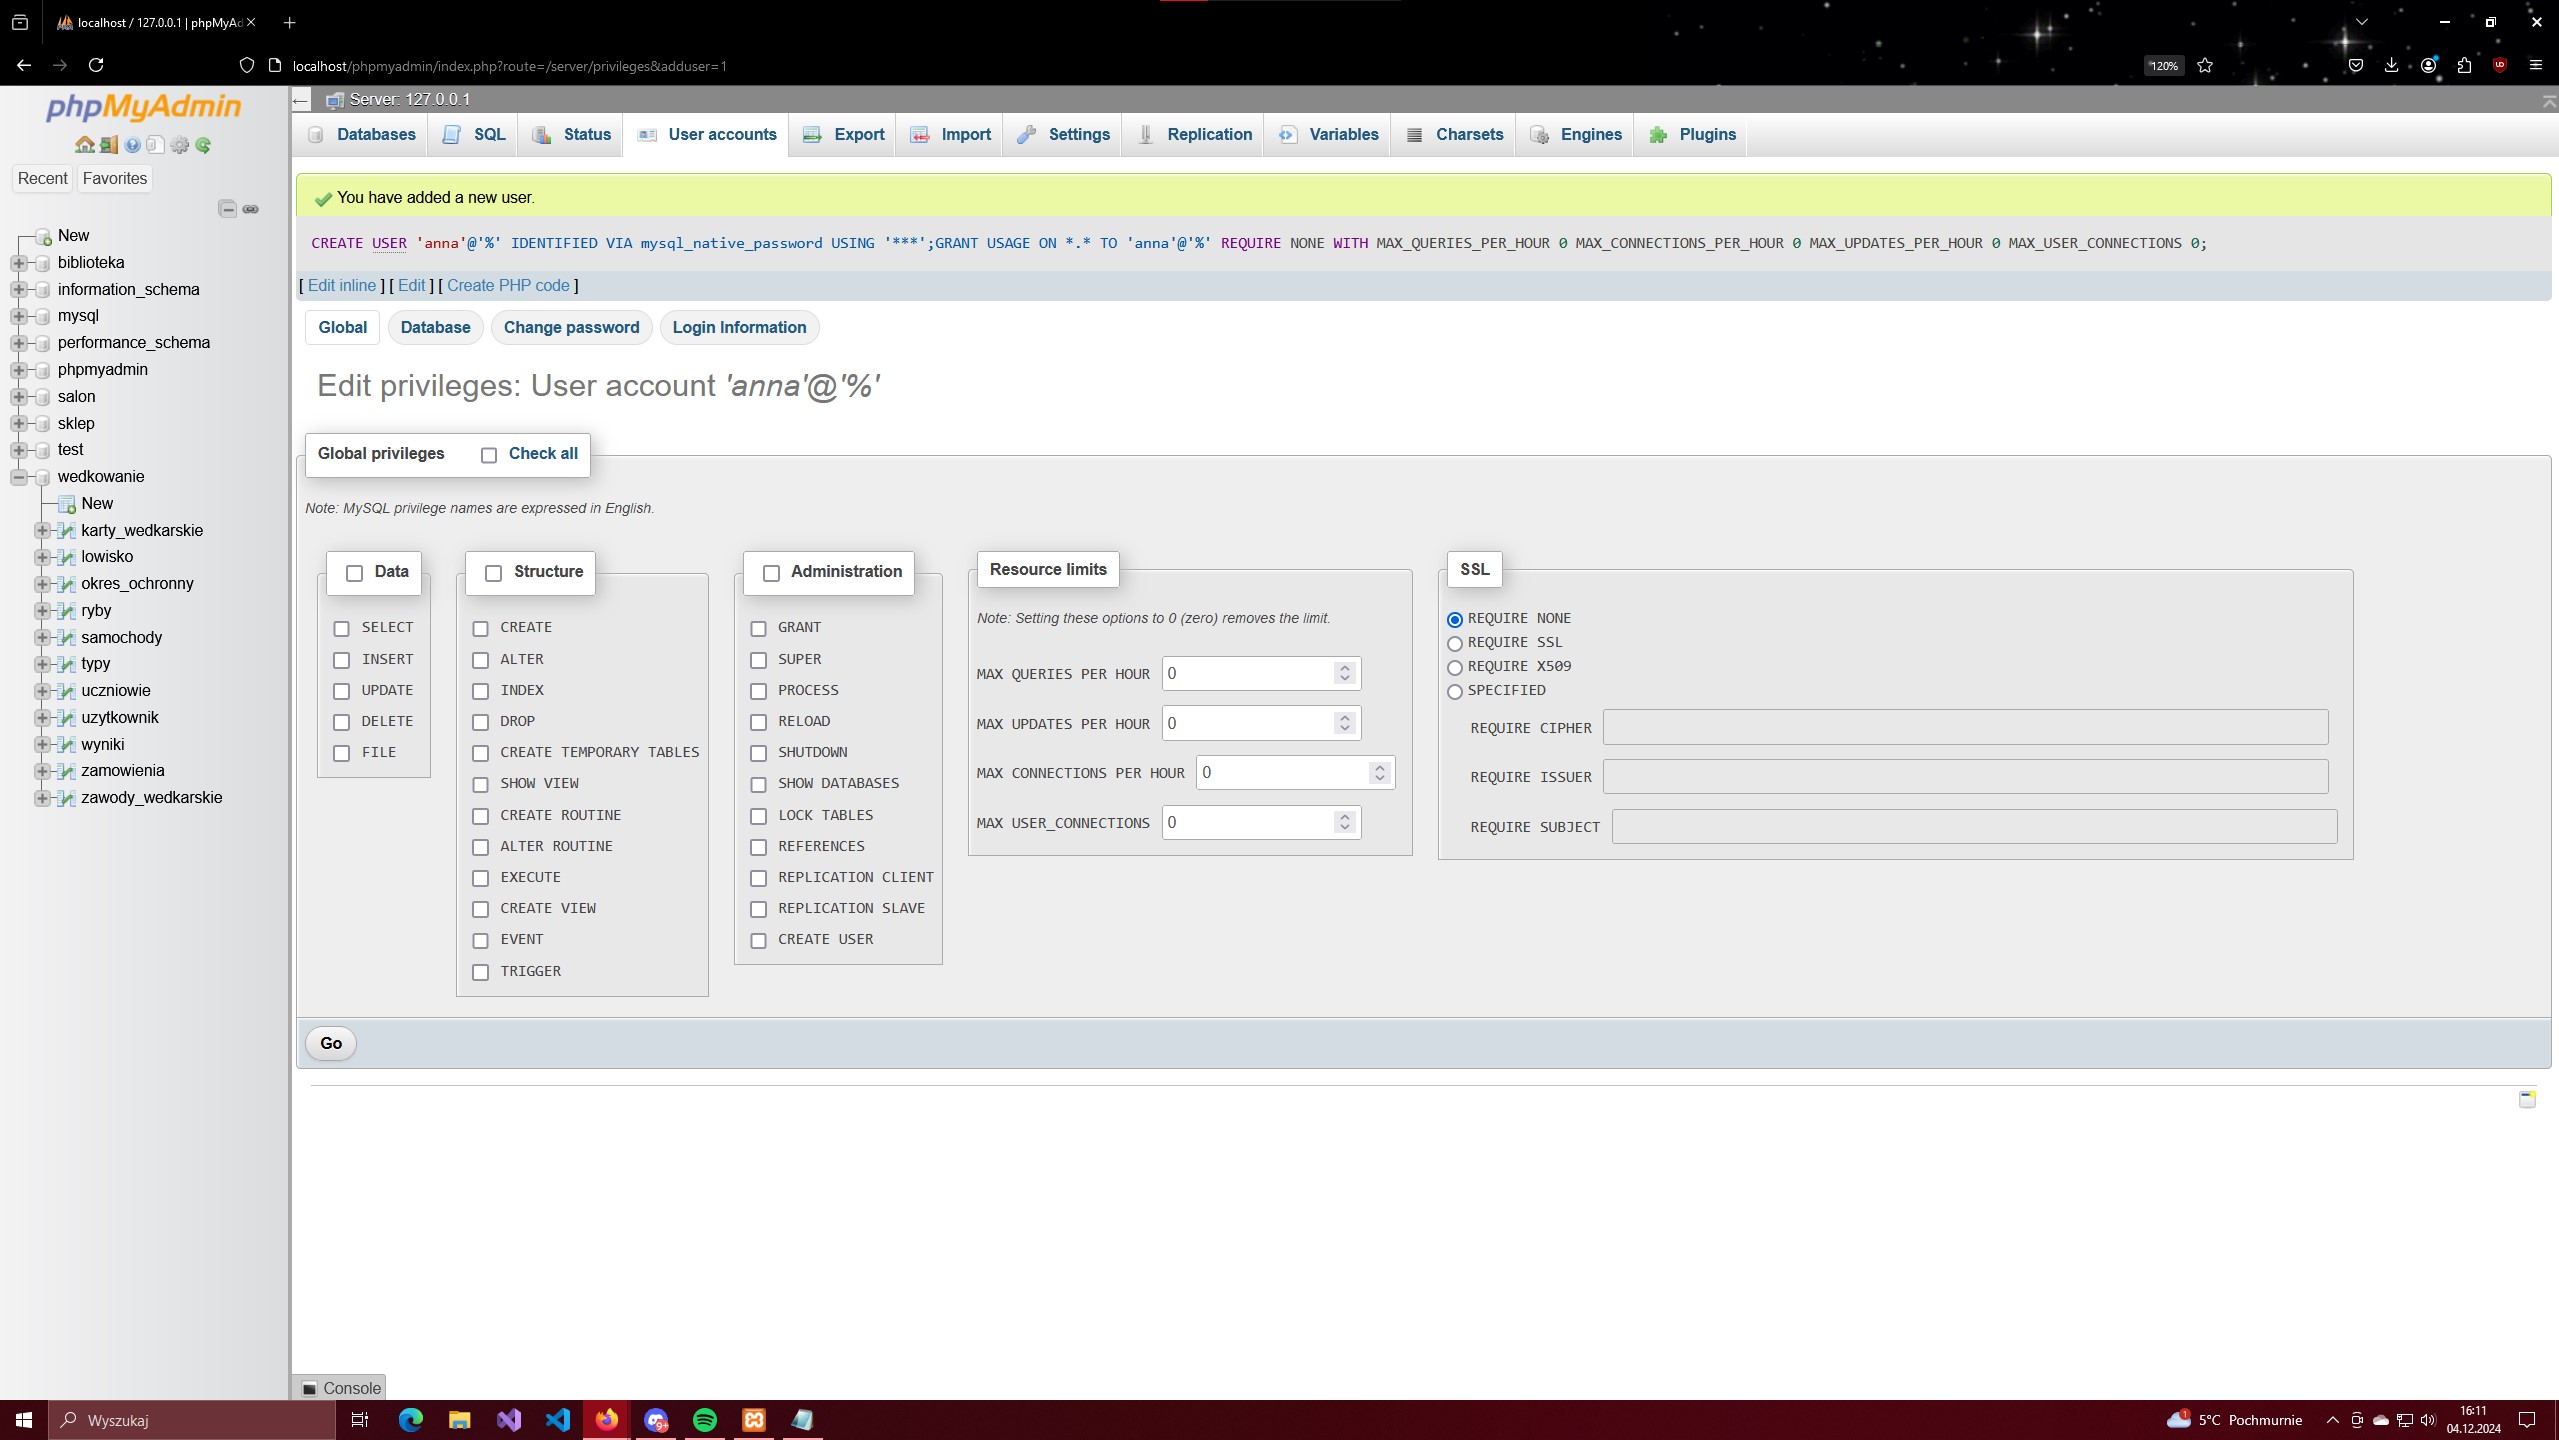 localhost / 127.0.0.1 | phpMyAd
localhost/phpmyadmin/index.php?route=/server/privileges&adduser=1
120%
phpMyAdmin
Recent
Favorites
New
biblioteka
information_schema
mysql
performance_schema
phpmyadmin
salon
sklep
test
wedkowanie
New
karty_wedkarskie
lowisko
okres_ochronny
ryby
samochody
typy
uczniowie
uzytkownik
wyniki
zamowienia
zawody_wedkarskie
Server: 127.0.0.1
Databases
SQL
Status
User accounts
Export
Import
Settings
Replication
Variables
Charsets
Engines
Plugins
You have added a new user.
CREATE USER 'anna'@'%' IDENTIFIED VIA mysql_native_password USING '***';GRANT USAGE ON *.* TO 'anna'@'%' REQUIRE NONE WITH MAX_QUERIES_PER_HOUR 0 MAX_CONNECTIONS_PER_HOUR 0 MAX_UPDATES_PER_HOUR 0 MAX_USER_CONNECTIONS 0;
[ Edit inline ] [ Edit ] [ Create PHP code ]
Global
Database
Change password
Login Information
Edit privileges: User account 'anna'@'%'
Global privileges
Check all
Note: MySQL privilege names are expressed in English.
Data
SELECT
INSERT
UPDATE
DELETE
FILE
Structure
CREATE
ALTER
INDEX
DROP
CREATE TEMPORARY TABLES
SHOW VIEW
CREATE ROUTINE
ALTER ROUTINE
EXECUTE
CREATE VIEW
EVENT
TRIGGER
Administration
GRANT
SUPER
PROCESS
RELOAD
SHUTDOWN
SHOW DATABASES
LOCK TABLES
REFERENCES
REPLICATION CLIENT
REPLICATION SLAVE
CREATE USER
Resource limits
Note: Setting these options to 0 (zero) removes the limit.
MAX QUERIES PER HOUR 0
MAX UPDATES PER HOUR 0
MAX CONNECTIONS PER HOUR 0
MAX USER_CONNECTIONS 0
SSL
REQUIRE NONE
REQUIRE SSL
REQUIRE X509
SPECIFIED
REQUIRE CIPHER
REQUIRE ISSUER
REQUIRE SUBJECT
Go
Console
Wyszukaj
9+
1
5°C Pochmurnie
16:11
04.12.2024